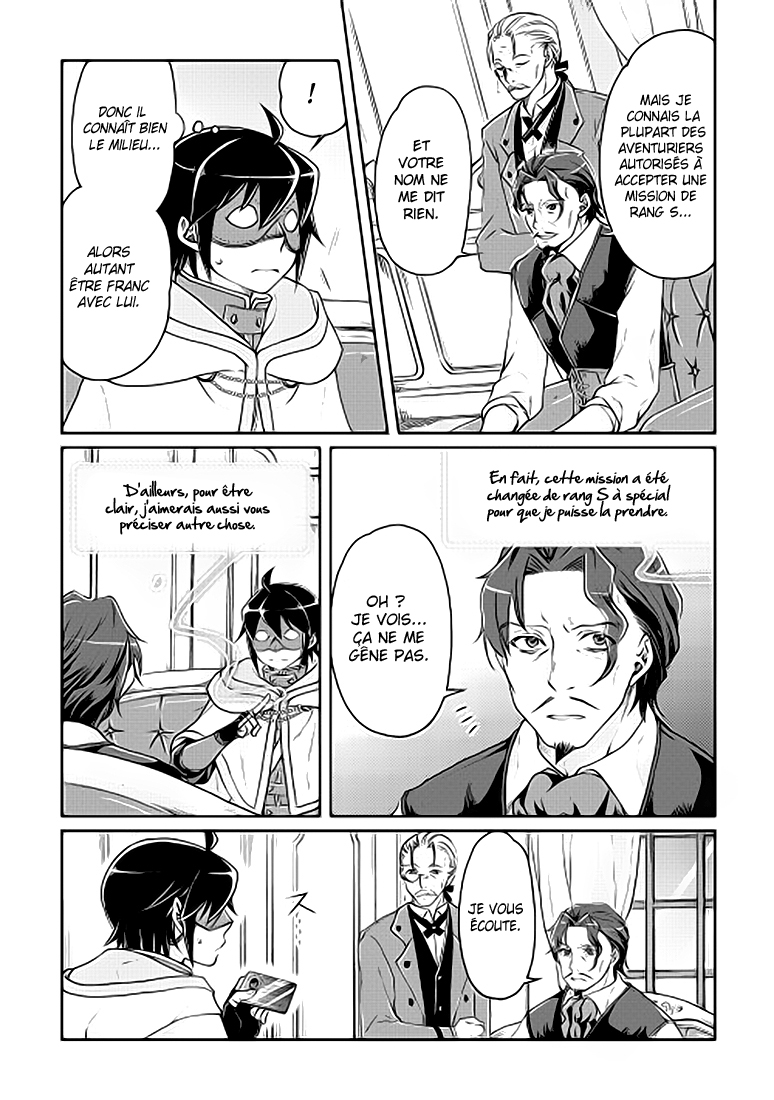 MAIS JE
CONNAIS LA
PLUPART DES
AVENTURIERS
AUTORISÉS À
ACCEPTER UNE
MISSION DE
RANG S...
ET
VOTRE
NOM NE
ME DIT
RIEN.
!
DONC IL
CONNAÎT BIEN
LE MILIEU...
ALORS
AUTANT
ÊTRE FRANC
AVEC LUI.
En fait, cette mission a été
changée de rang S à spécial
pour que je puisse la prendre.
OH ?
JE VOIS...
ÇA NE ME
GÊNE PAS.
D'ailleurs, pour être
clair, j'aimerais aussi vous
préciser autre chose.
JE VOUS
ÉCOUTE.
ス